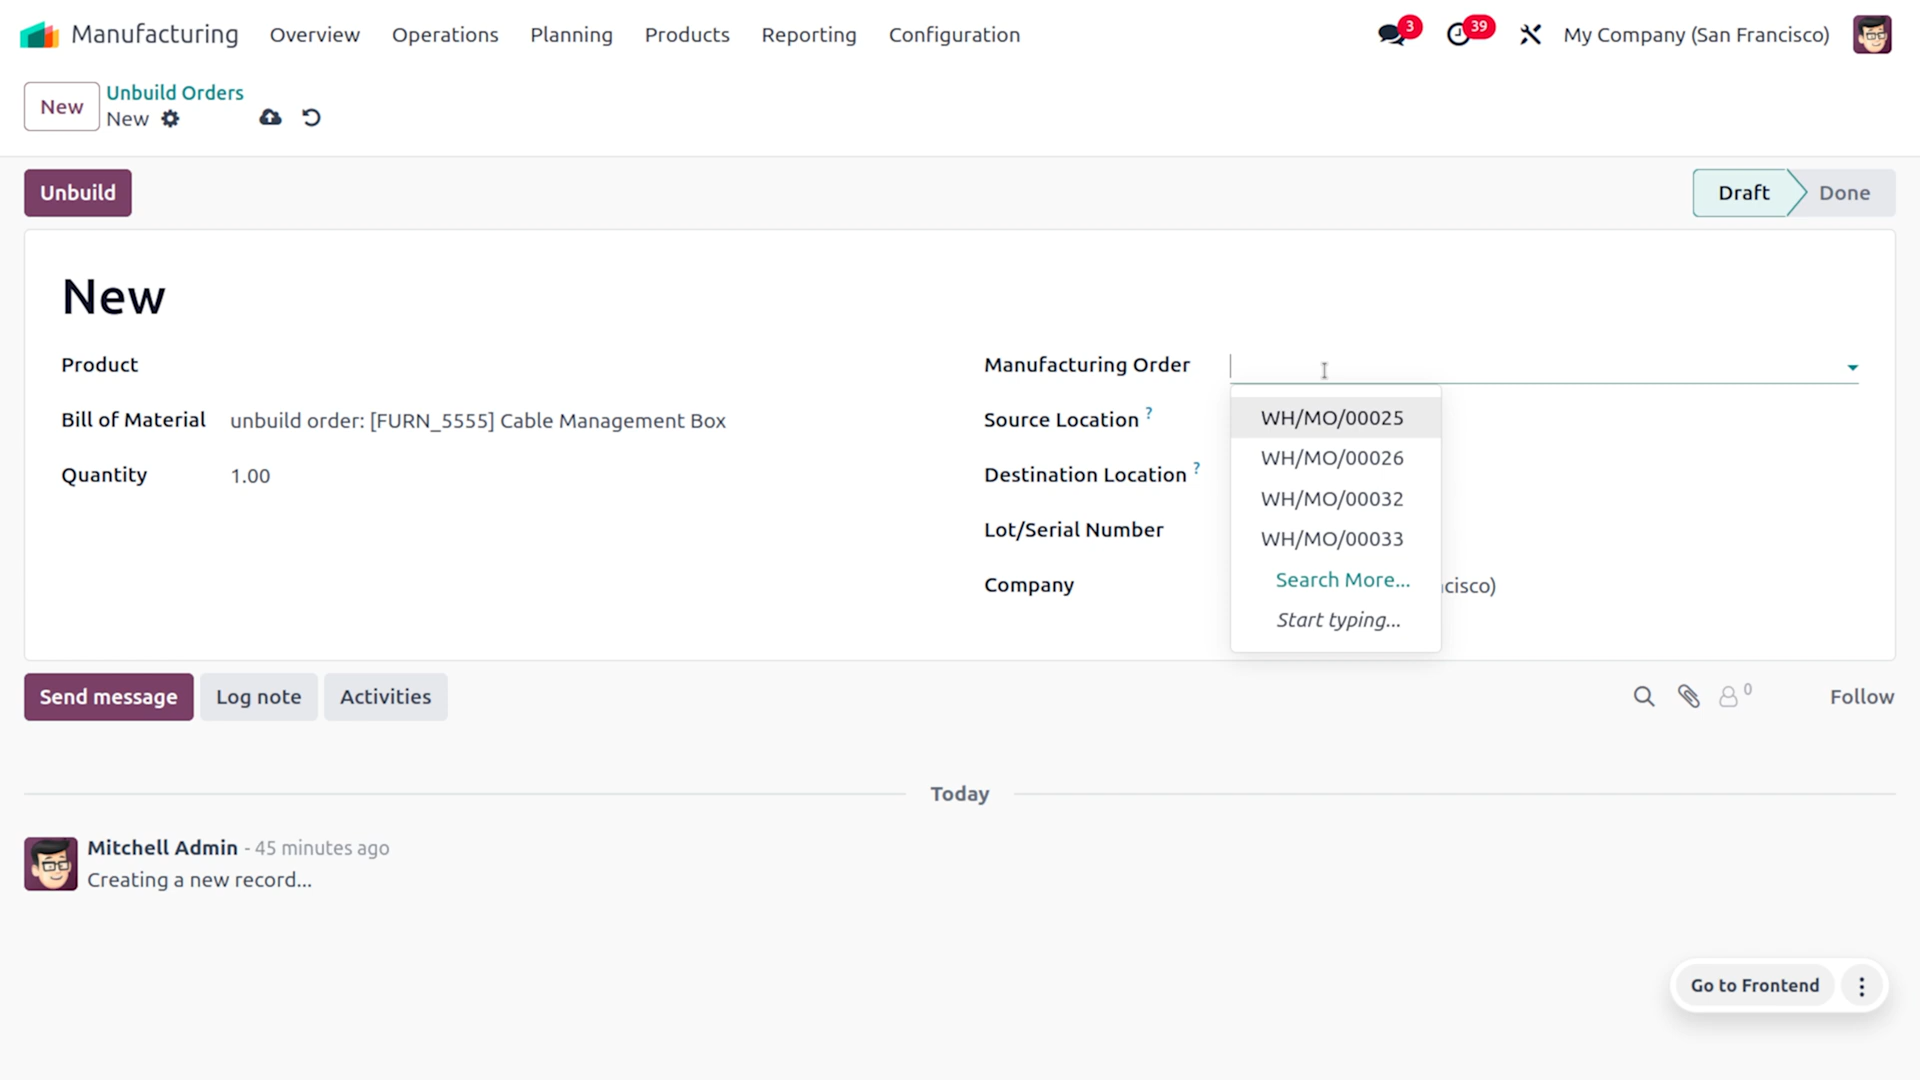 Manufacturing Overview Operations Planning Products Reporting Configuration 3 39 My Company (San Francisco)
New Unbuild Orders
New
Unbuild Draft Done
New
Product Manufacturing Order
Bill of Material unbuild order: [FURN_5555] Cable Management Box Source Location ?
Quantity 1.00 Destination Location ?
Lot/Serial Number
Company cisco)
WH/MO/00025
WH/MO/00026
WH/MO/00032
WH/MO/00033
Search More...
Start typing...
Send message Log note Activities 0 Follow
Today
Mitchell Admin - 45 minutes ago
Creating a new record...
Go to Frontend